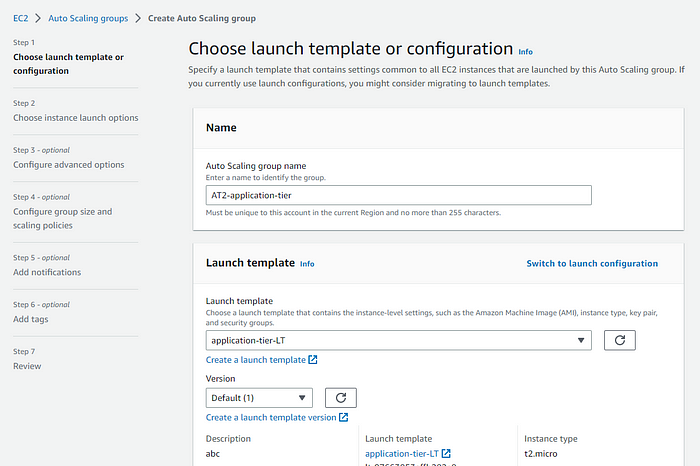 EC2 > Auto Scaling groups > Create Auto Scaling group
Step 1
Choose launch template or
configuration
Step 2
Choose instance launch options
Step 3 - optional
Configure advanced options
Step 4 - optional
Configure group size and
scaling policies
Step 5 - optional
Add notifications
Step 6 - optional
Add tags
Step 7
Review
Choose launch template or configuration Info
Specify a launch template that contains settings common to all EC2 instances that are launched by this Auto Scaling group. If
you currently use launch configurations, you might consider migrating to launch templates.
Name
Auto Scaling group name
Enter a name to identify the group.
AT2-application-tier
Must be unique to this account in the current Region and no more than 255 characters.
Launch template Info
Switch to launch configuration
Launch template
Choose a launch template that contains the instance-level settings, such as the Amazon Machine Image (AMI), instance type, key pair,
and security groups.
application-tier-LT
Create a launch template
Version
Default (1)
Create a launch template version
Description
abc
Launch template
application-tier-LT
Instance type
t2.micro